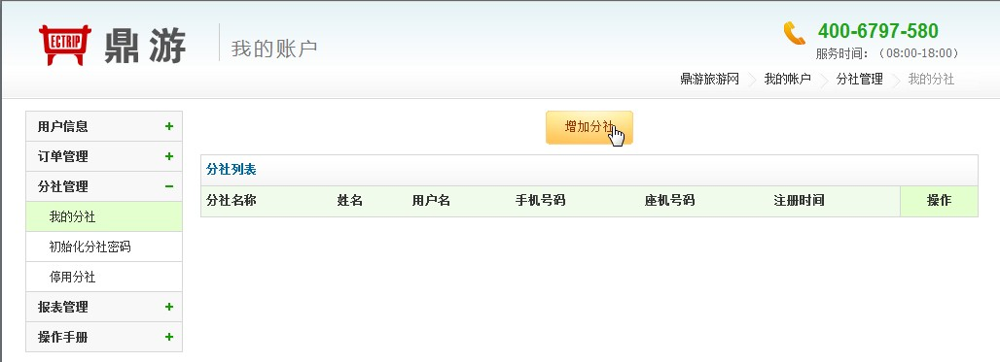 ECTRIP 鼎游 我的账户
400-6797-580
服务时间：（08:00-18:00）
鼎游旅游网 我的帐户 分社管理 我的分社
用户信息 +
订单管理 +
分社管理 −
我的分社
初始化分社密码
停用分社
报表管理 +
操作手册 +
增加分社
分社列表
分社名称 姓名 用户名 手机号码 座机号码 注册时间 操作